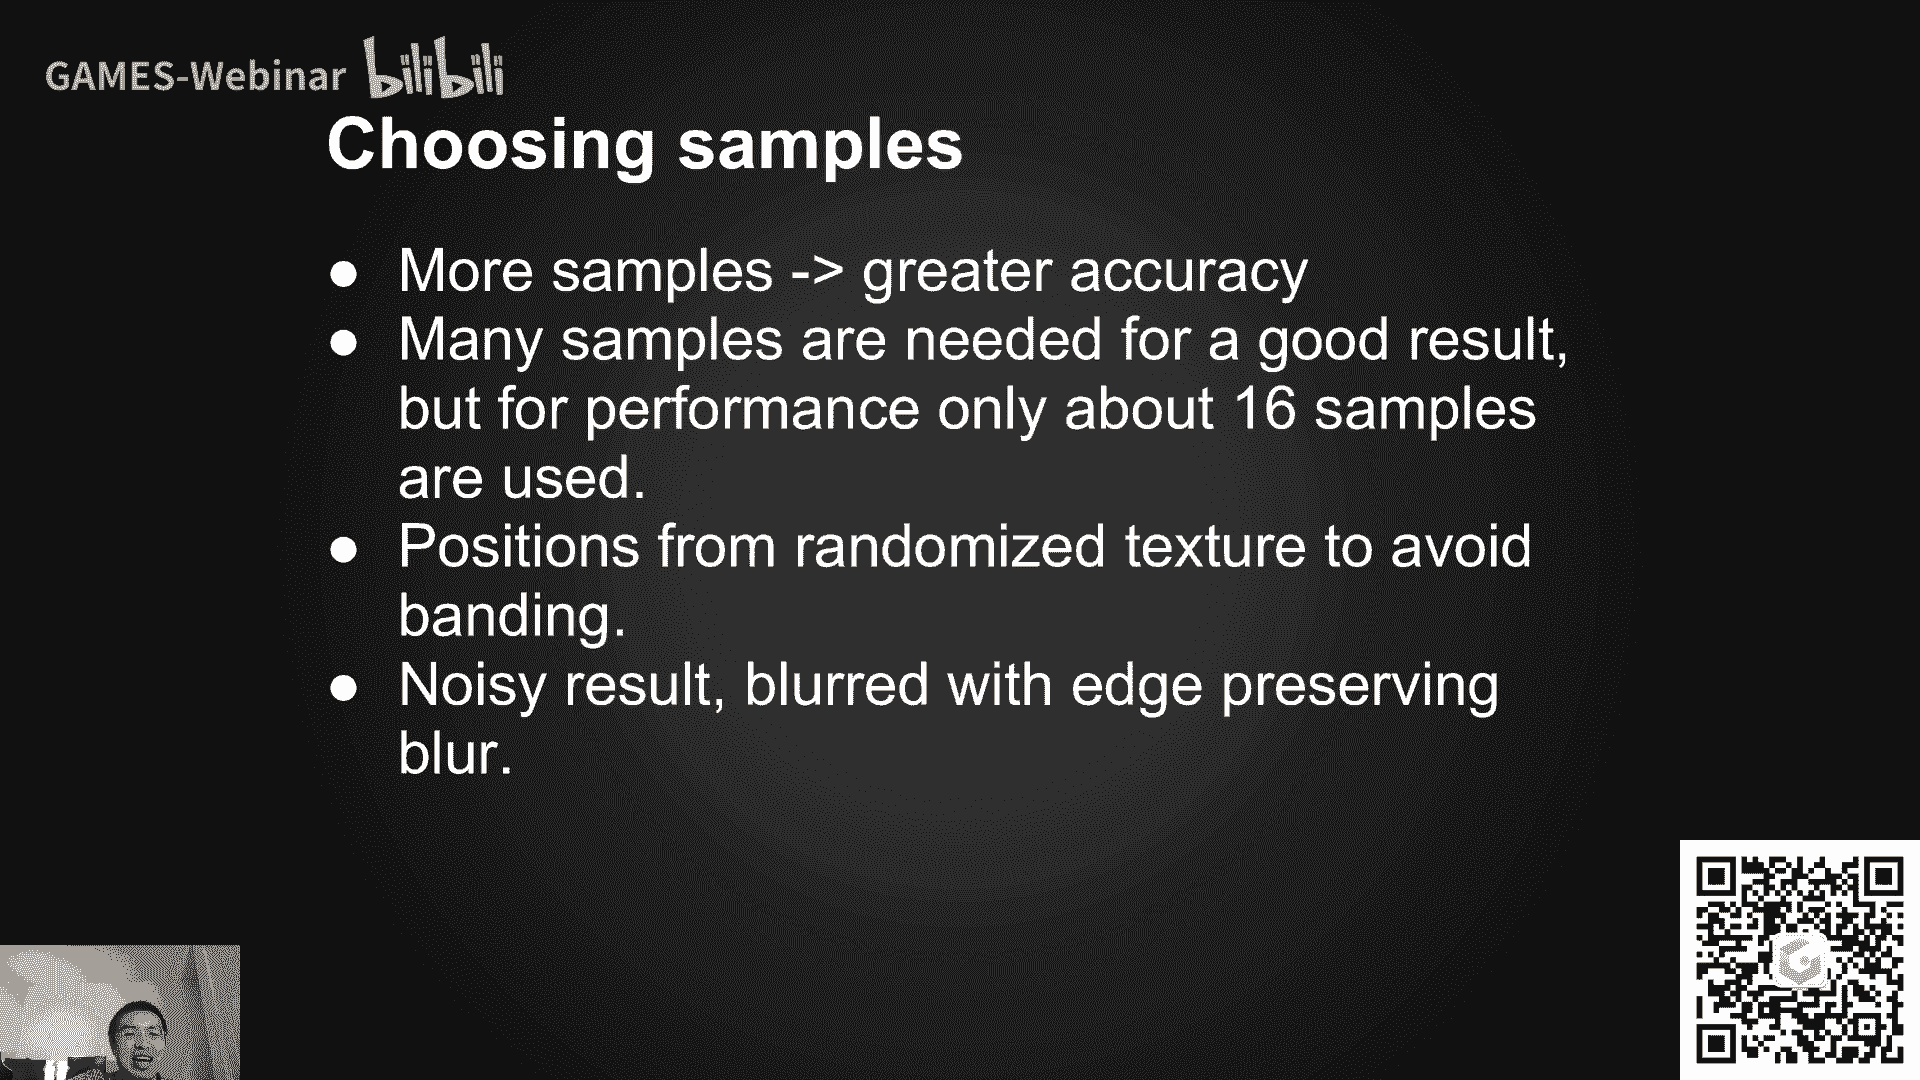 GAMES-Webinar bilibili
Choosing samples
● More samples -> greater accuracy
● Many samples are needed for a good result,
but for performance only about 16 samples
are used.
● Positions from randomized texture to avoid
banding.
● Noisy result, blurred with edge preserving
blur.